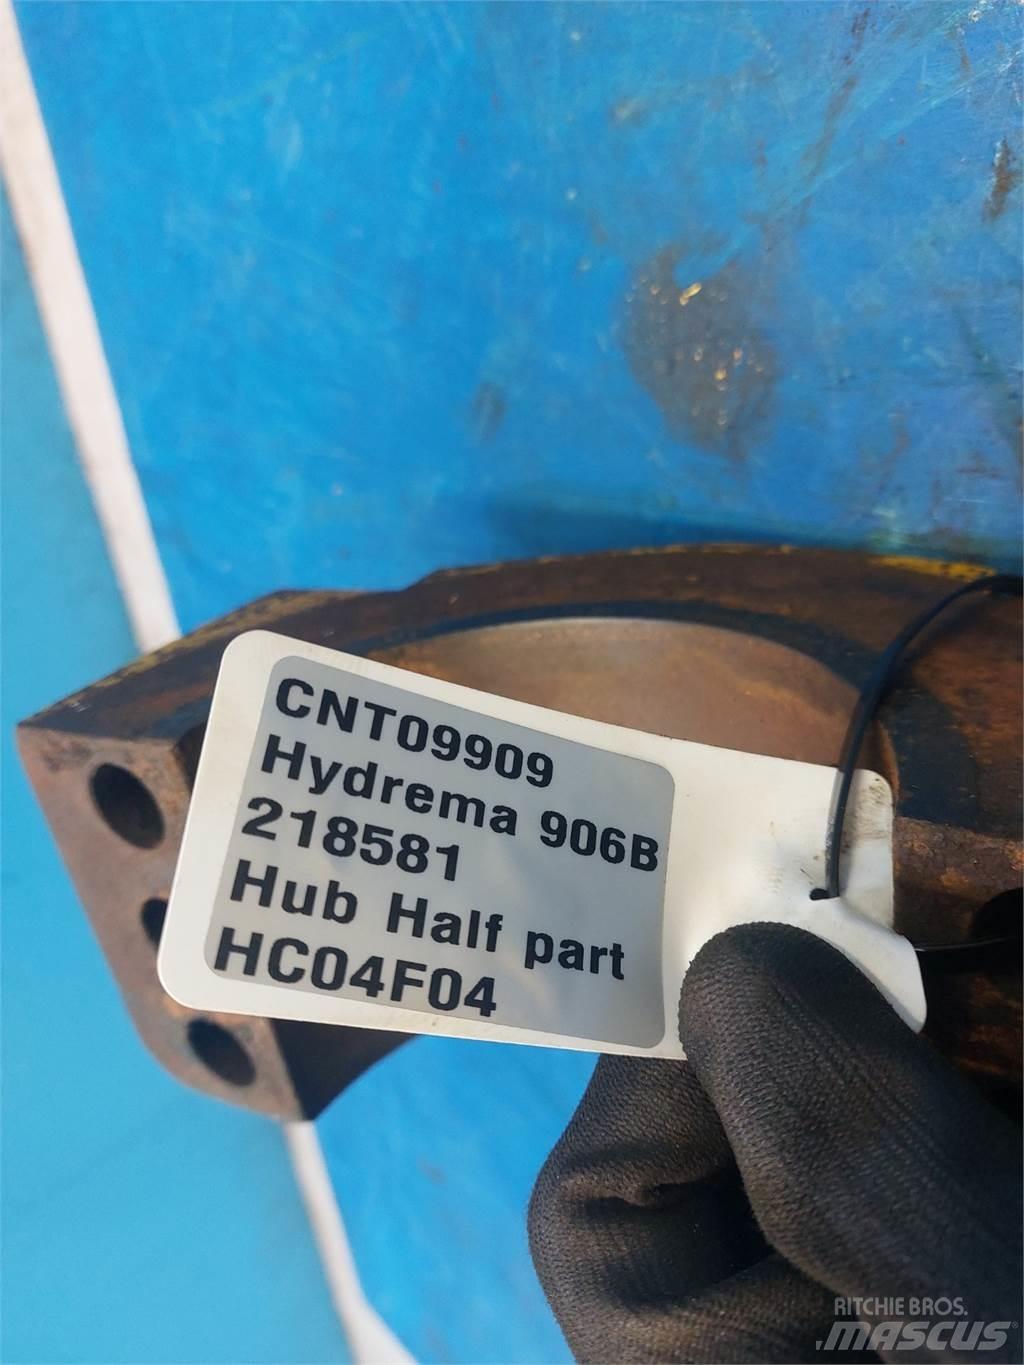 CNT09909
Hydrema 906B
218581
Hub Half part
HC04F04
RITCHIE BROS.
MASCUS